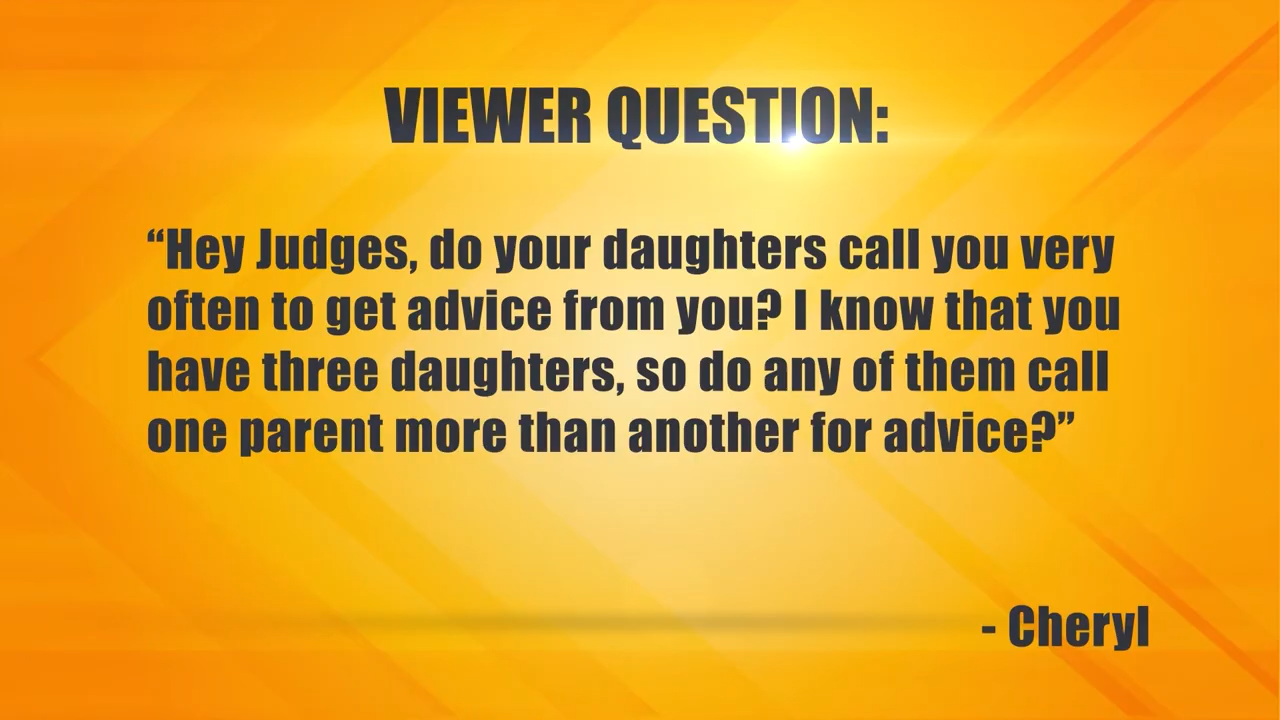 VIEWER QUESTION:
“Hey Judges, do your daughters call you very
often to get advice from you? I know that you
have three daughters, so do any of them call
one parent more than another for advice?”
- Cheryl